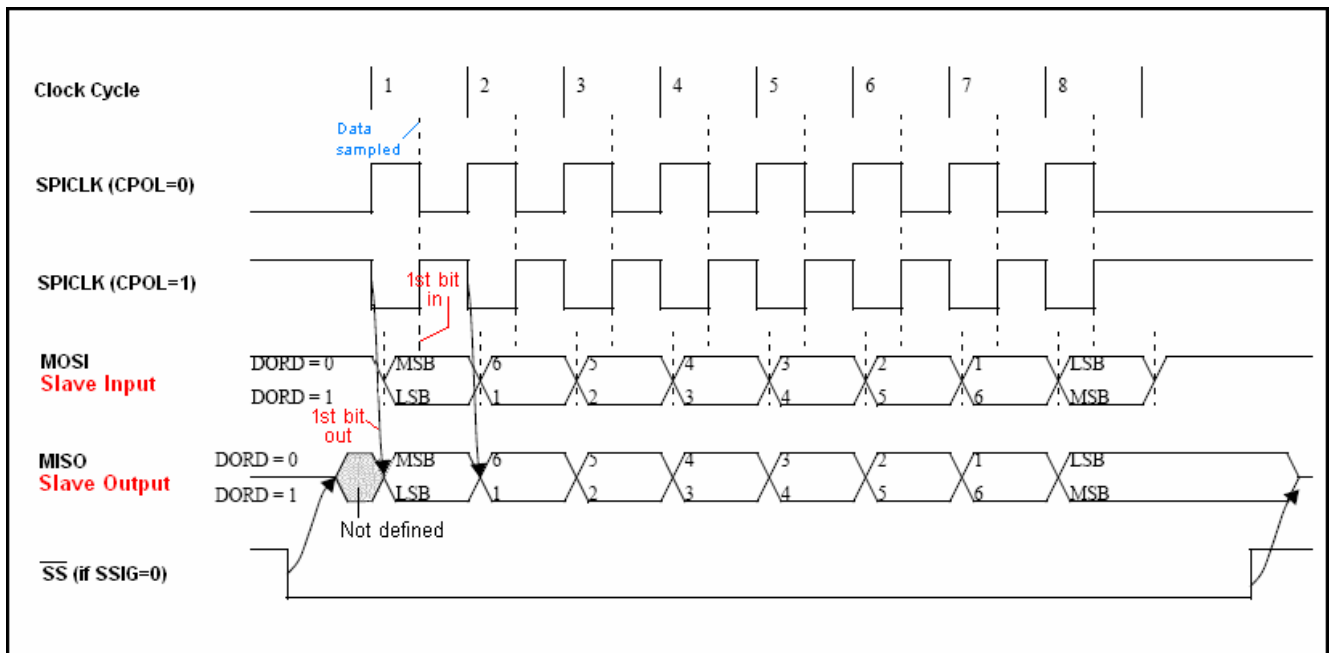 Clock Cycle 1 2 3 4 5 6 7 8
Data
sampled
SPICLK (CPOL=0)
SPICLK (CPOL=1)
1st bit
in
MOSI
Slave Input
DORD = 0 MSB 6 5 4 3 2 1 LSB
DORD = 1 LSB 1 2 3 4 5 6 MSB
1st bit
out
MISO
Slave Output
DORD = 0 MSB 6 5 4 3 2 1 LSB
DORD = 1 LSB 1 2 3 4 5 6 MSB
Not defined
S̅S̅ (if SSIG=0)